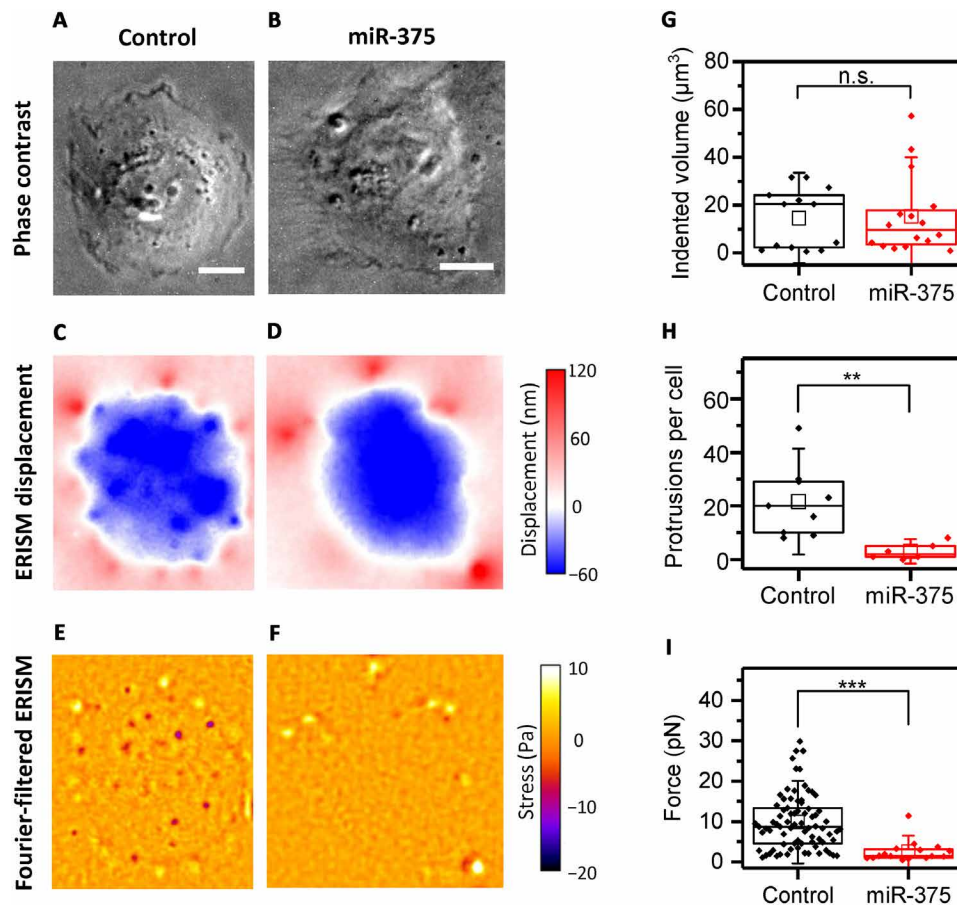 A
Control
B
miR-375
Phase contrast
C
D
ERISM displacement
120
60
0
−60
Displacement (nm)
E
F
Fourier-filtered ERISM
10
0
−10
−20
Stress (Pa)
G
Indented volume (µm³)
80
60
40
20
0
n.s.
Control miR-375
H
Protrusions per cell
60
40
20
0
**
Control miR-375
I
Force (pN)
40
30
20
10
0
***
Control miR-375